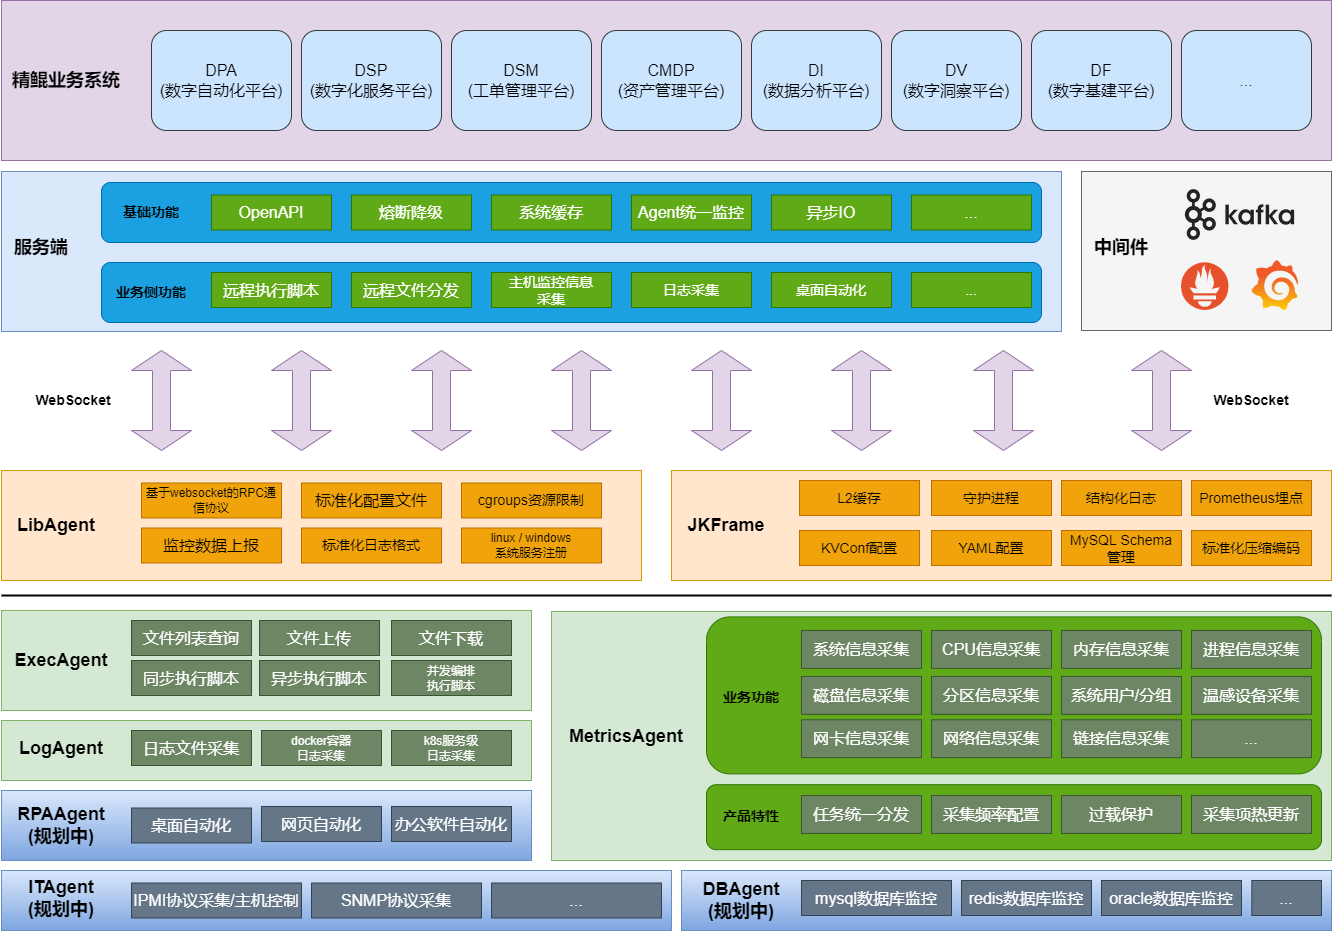 精鲲业务系统
DPA
(数字自动化平台)
DSP
(数字化服务平台)
DSM
(工单管理平台)
CMDP
(资产管理平台)
DI
(数据分析平台)
DV
(数字洞察平台)
DF
(数字基建平台)
...
服务端
基础功能
OpenAPI
熔断降级
系统缓存
Agent统一监控
异步IO
...
业务侧功能
远程执行脚本
远程文件分发
主机监控信息
采集
日志采集
桌面自动化
...
中间件
kafka
WebSocket
WebSocket
LibAgent
基于websocket的RPC通
信协议
标准化配置文件
cgroups资源限制
监控数据上报
标准化日志格式
linux / windows
系统服务注册
JKFrame
L2缓存
守护进程
结构化日志
Prometheus埋点
KVConf配置
YAML配置
MySQL Schema
管理
标准化压缩编码
ExecAgent
文件列表查询
文件上传
文件下载
同步执行脚本
异步执行脚本
并发编排
执行脚本
LogAgent
日志文件采集
docker容器
日志采集
k8s服务级
日志采集
RPAAgent
(规划中)
桌面自动化
网页自动化
办公软件自动化
MetricsAgent
业务功能
系统信息采集
CPU信息采集
内存信息采集
进程信息采集
磁盘信息采集
分区信息采集
系统用户/分组
温感设备采集
网卡信息采集
网络信息采集
链接信息采集
...
产品特性
任务统一分发
采集频率配置
过载保护
采集项热更新
ITAgent
(规划中)
IPMI协议采集/主机控制
SNMP协议采集
...
DBAgent
(规划中)
mysql数据库监控
redis数据库监控
oracle数据库监控
...